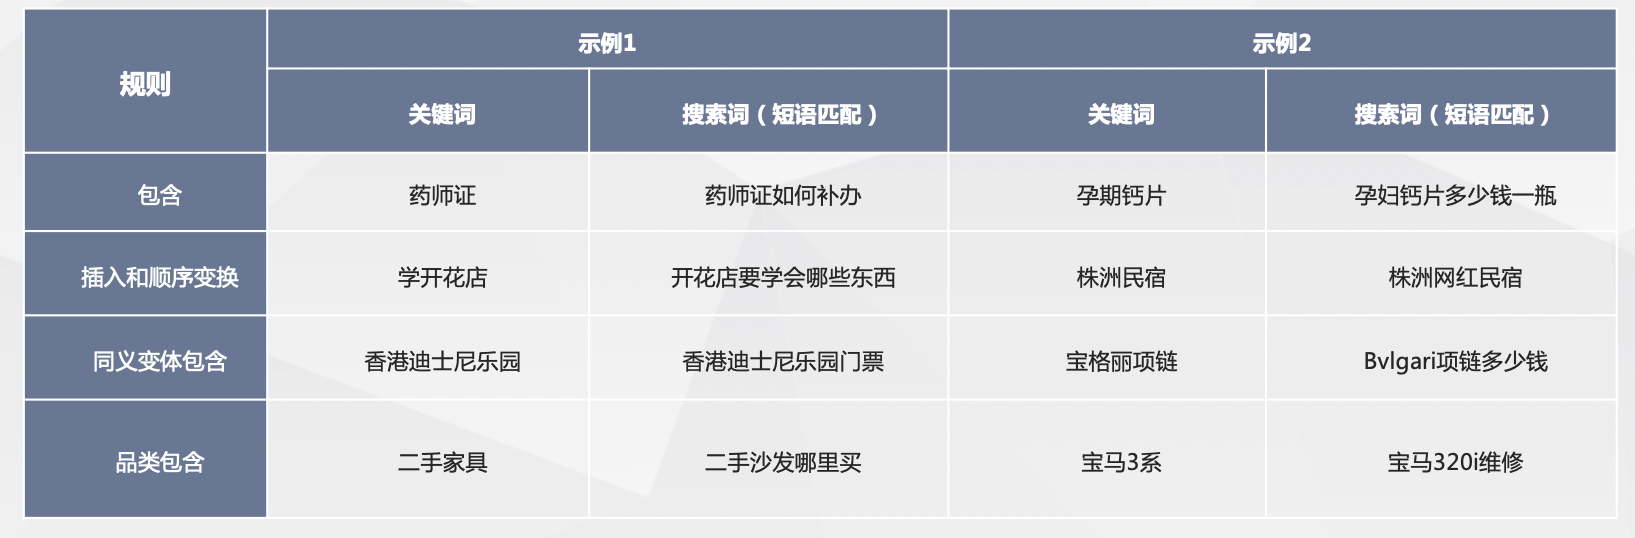 规则
示例1
示例2
关键词
搜索词（短语匹配）
关键词
搜索词（短语匹配）
包含
药师证
药师证如何补办
孕期钙片
孕妇钙片多少钱一瓶
插入和顺序变换
学开花店
开花店要学会哪些东西
株洲民宿
株洲网红民宿
同义变体包含
香港迪士尼乐园
香港迪士尼乐园门票
宝格丽项链
Bvlgari项链多少钱
品类包含
二手家具
二手沙发哪里买
宝马3系
宝马320i维修